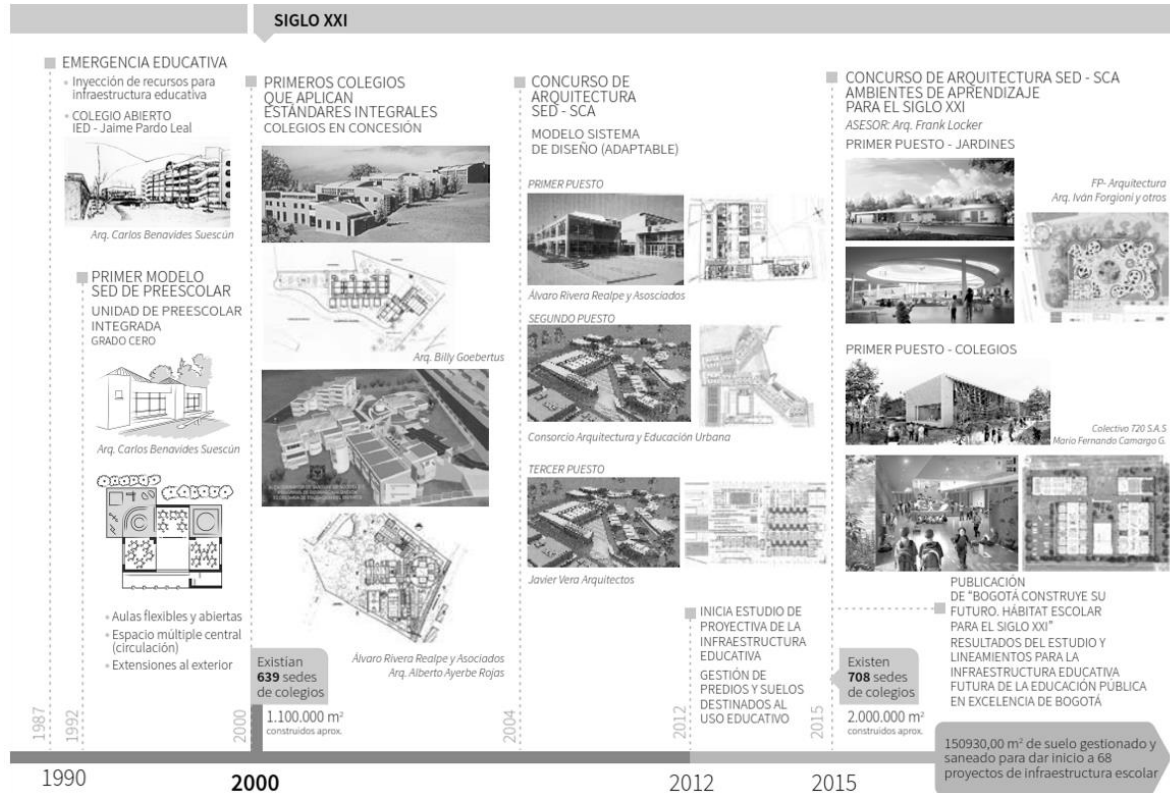 SIGLO XXI
EMERGENCIA EDUCATIVA
Inyección de recursos para
infraestructura educativa
COLEGIO ABIERTO
IED - Jaime Pardo Leal
Arq. Carlos Benavides Suescún
PRIMER MODELO
SED DE PREESCOLAR
UNIDAD DE PREESCOLAR
INTEGRADA
GRADO CERO
Arq. Carlos Benavides Suescún
Aulas flexibles y abiertas
Espacio múltiple central
(circulación)
Extensiones al exterior
PRIMEROS COLEGIOS
QUE APLICAN
ESTÁNDARES INTEGRALES
COLEGIOS EN CONCESIÓN
Arq. Billy Goebertus
Álvaro Rivera Realpe y Asociados
Arq. Alberto Ayerbe Rojas
Existían
639 sedes
de colegios
1.100.000 m²
construidos aprox.
CONCURSO DE
ARQUITECTURA
SED - SCA
MODELO SISTEMA
DE DISEÑO (ADAPTABLE)
PRIMER PUESTO
Álvaro Rivera Realpe y Asosciados
SEGUNDO PUESTO
Consorcio Arquitectura y Educación Urbana
TERCER PUESTO
Javier Vera Arquitectos
INICIA ESTUDIO DE
PROYECTIVA DE LA
INFRAESTRUCTURA
EDUCATIVA
GESTIÓN DE
PREDIOS Y SUELOS
DESTINADOS AL
USO EDUCATIVO
CONCURSO DE ARQUITECTURA SED - SCA
AMBIENTES DE APRENDIZAJE
PARA EL SIGLO XXI
ASESOR: Arq. Frank Locker
PRIMER PUESTO - JARDINES
FP- Arquitectura
Arq. Iván Forgioni y otros
PRIMER PUESTO - COLEGIOS
Colectivo 720 S.A.S
Mario Fernando Camargo G.
Existen
708 sedes
de colegios
2.000.000 m²
construidos aprox.
PUBLICACIÓN
DE "BOGOTÁ CONSTRUYE SU
FUTURO. HÁBITAT ESCOLAR
PARA EL SIGLO XXI"
RESULTADOS DEL ESTUDIO Y
LINEAMIENTOS PARA LA
INFRAESTRUCTURA EDUCATIVA
FUTURA DE LA EDUCACIÓN PÚBLICA
EN EXCELENCIA DE BOGOTÁ
150930,00 m² de suelo gestionado y
saneado para dar inicio a 68
proyectos de infraestructura escolar
1987
1992
2000
2004
2012
2015
1990
2000
2012
2015